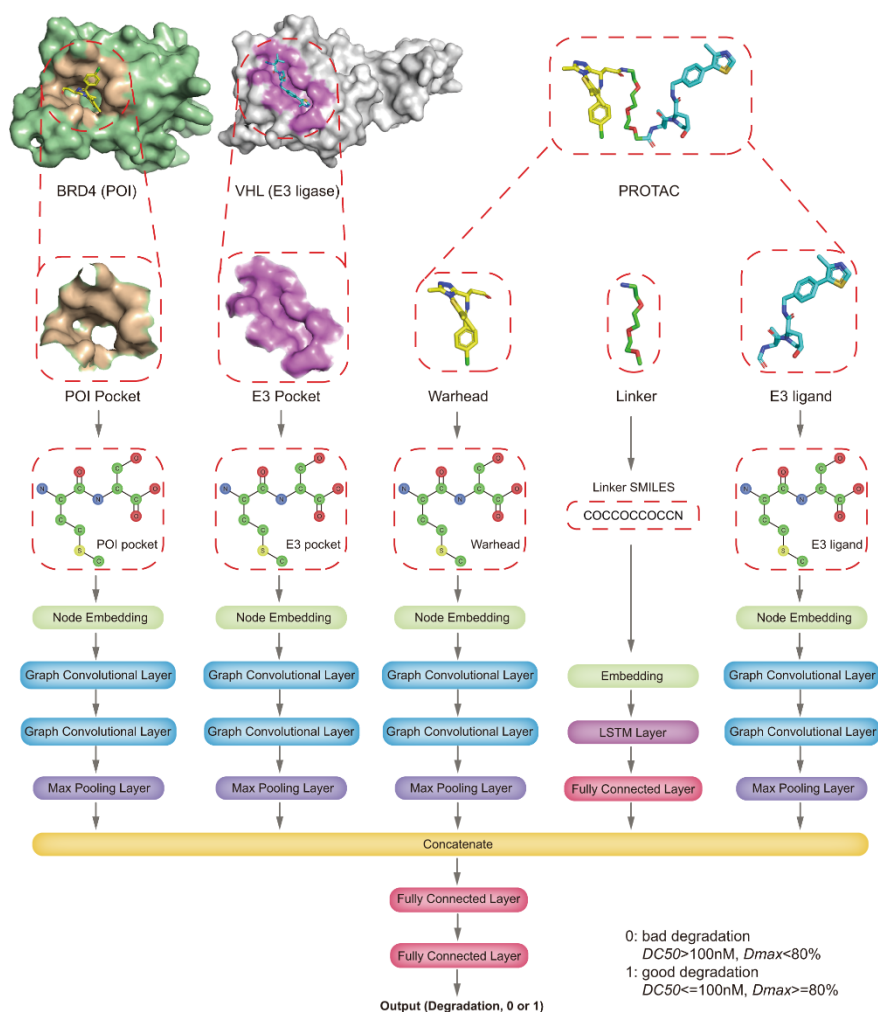 BRD4 (POI)
VHL (E3 ligase)
PROTAC
POI Pocket
E3 Pocket
Warhead
Linker
E3 ligand
O
C
O
N
C
C
C
O
C
N
C
C
O
C
S
C
POI pocket
O
C
O
N
C
C
C
O
C
N
C
C
O
C
S
C
E3 pocket
O
C
O
N
C
C
C
O
C
N
C
C
O
C
S
C
Warhead
Linker SMILES
COCCOCCOCCN
O
C
O
N
C
C
C
O
C
N
C
C
O
C
S
C
E3 ligand
Node Embedding
Node Embedding
Node Embedding
Node Embedding
Graph Convolutional Layer
Graph Convolutional Layer
Graph Convolutional Layer
Embedding
Graph Convolutional Layer
Graph Convolutional Layer
Graph Convolutional Layer
Graph Convolutional Layer
LSTM Layer
Graph Convolutional Layer
Max Pooling Layer
Max Pooling Layer
Max Pooling Layer
Fully Connected Layer
Max Pooling Layer
Concatenate
Fully Connected Layer
Fully Connected Layer
Output (Degradation, 0 or 1)
0: bad degradation
DC50>100nM, Dmax<80%
1: good degradation
DC50<=100nM, Dmax>=80%